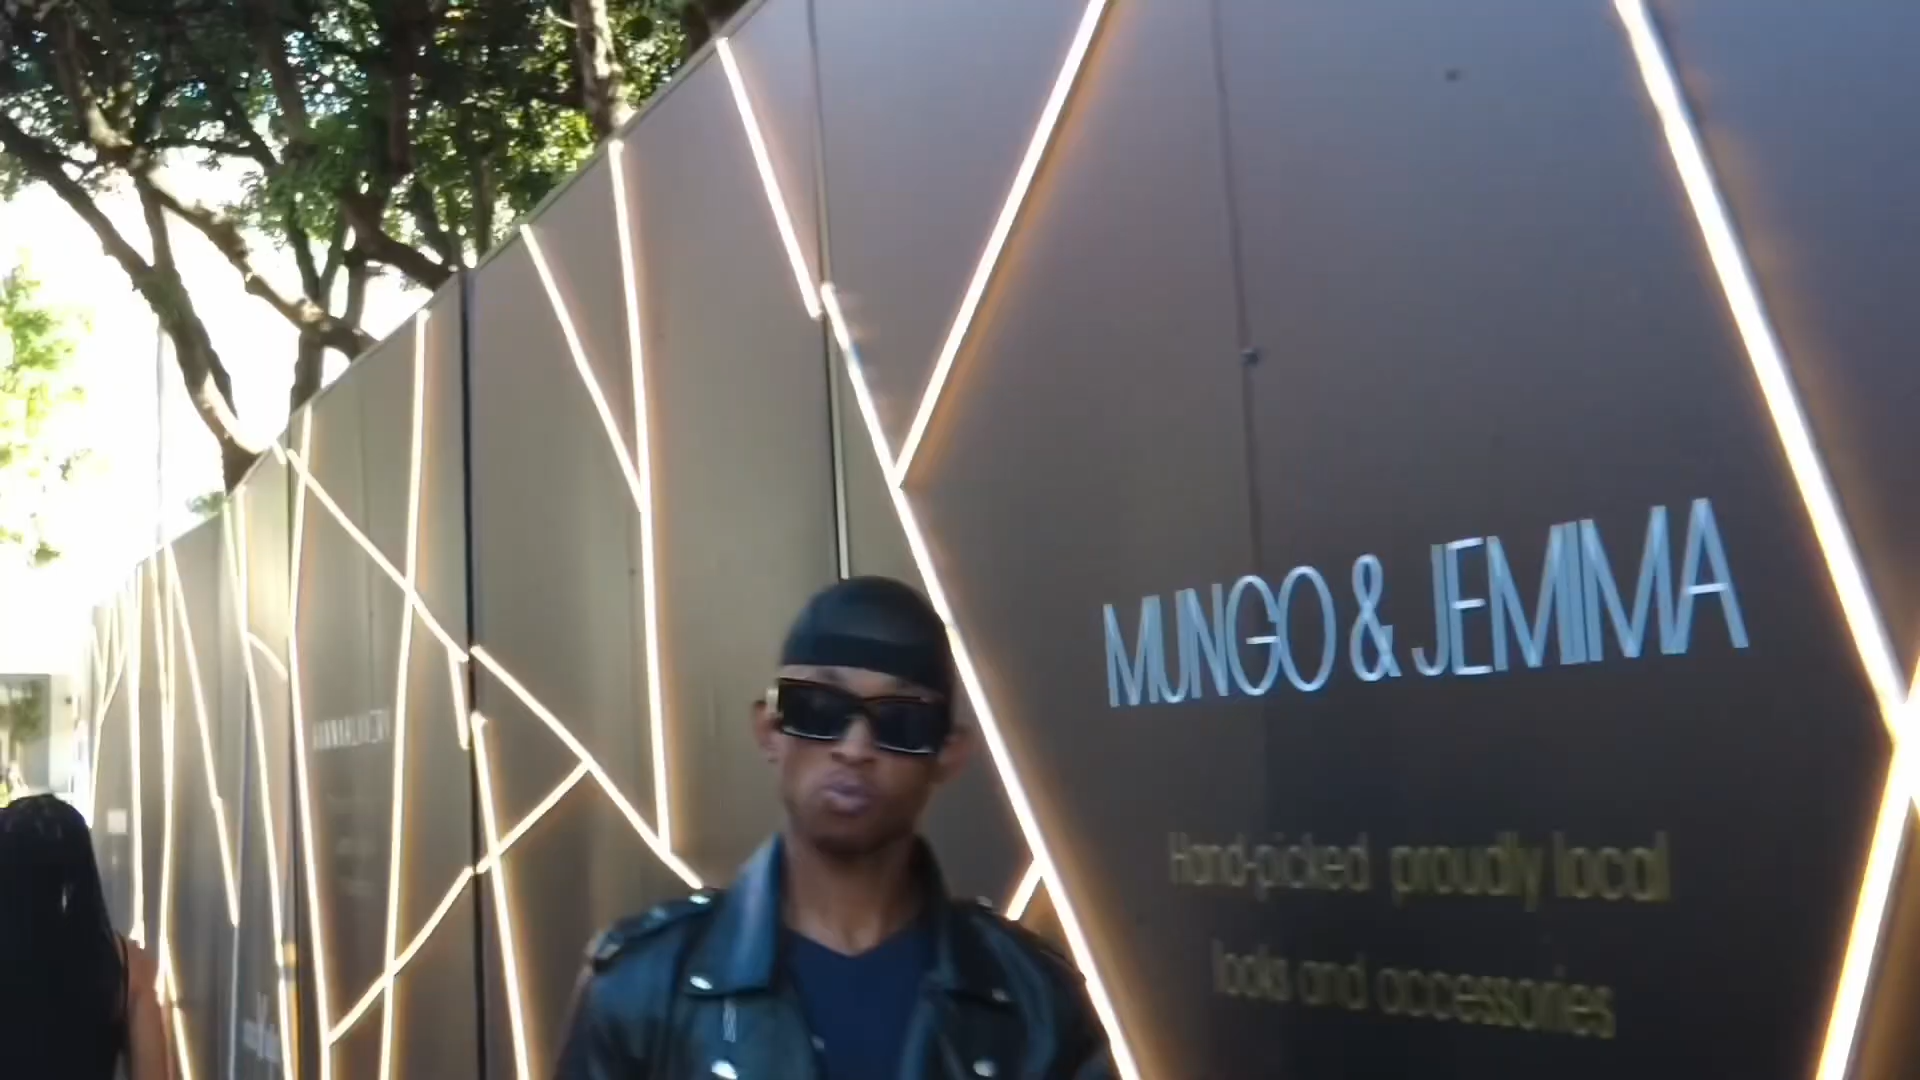 MUNGO & JEMIMA
Hand-picked proudly local
looks and accessories